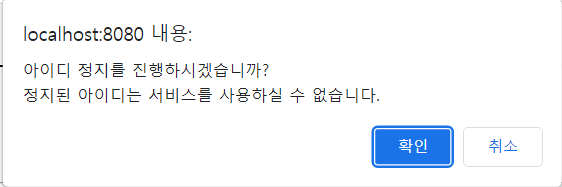 localhost:8080 내용:
아이디 정지를 진행하시겠습니까?
정지된 아이디는 서비스를 사용하실 수 없습니다.
확인
취소